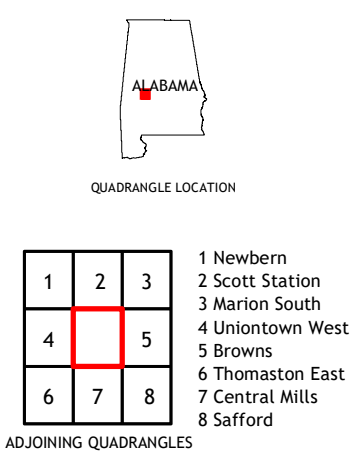 ALABAMA
QUADRANGLE LOCATION
1 2 3
4 5
6 7 8
ADJOINING QUADRANGLES
1 Newbern
2 Scott Station
3 Marion South
4 Uniontown West
5 Browns
6 Thomaston East
7 Central Mills
8 Safford